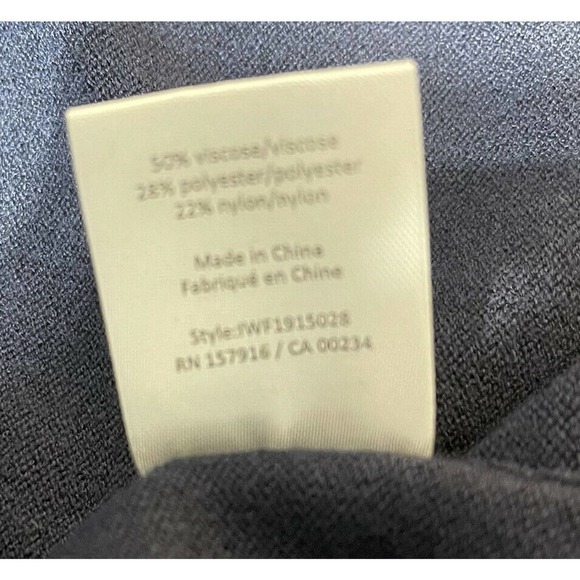 50% viscose/viscose
28% polyester/polyester
22% nylon/nylon
Made in China
Fabriqué en Chine
Style:IWF1915028
RN 157916 / CA 00234